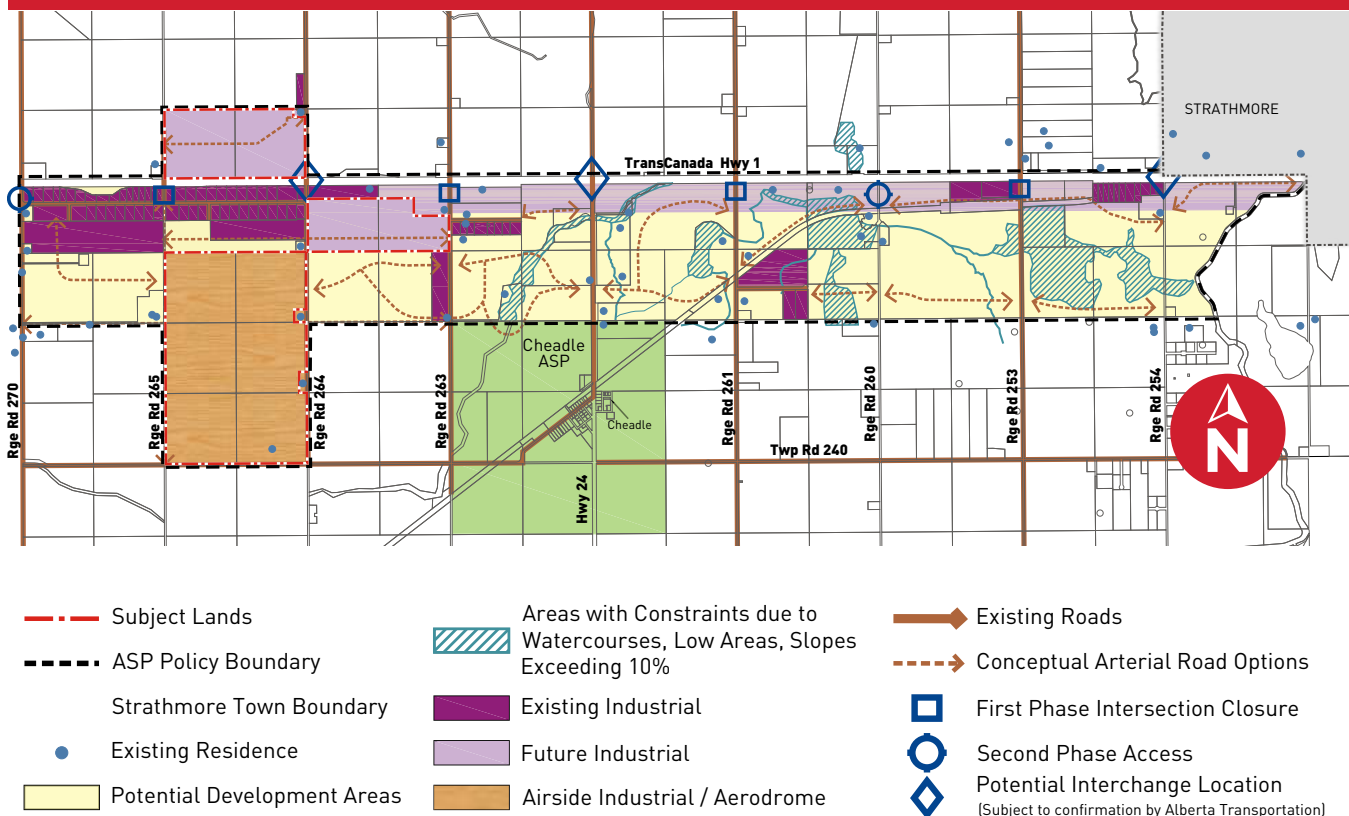 STRATHMORE
TransCanada Hwy 1
Rge Rd 270
Rge Rd 265
Rge Rd 264
Rge Rd 263
Cheadle
ASP
Cheadle
Hwy 24
Rge Rd 261
Twp Rd 240
Rge Rd 260
Rge Rd 253
Rge Rd 254
N
Subject Lands
ASP Policy Boundary
Strathmore Town Boundary
Existing Residence
Potential Development Areas
Areas with Constraints due to
Watercourses, Low Areas, Slopes
Exceeding 10%
Existing Industrial
Future Industrial
Airside Industrial / Aerodrome
Existing Roads
Conceptual Arterial Road Options
First Phase Intersection Closure
Second Phase Access
Potential Interchange Location
(Subject to confirmation by Alberta Transportation)